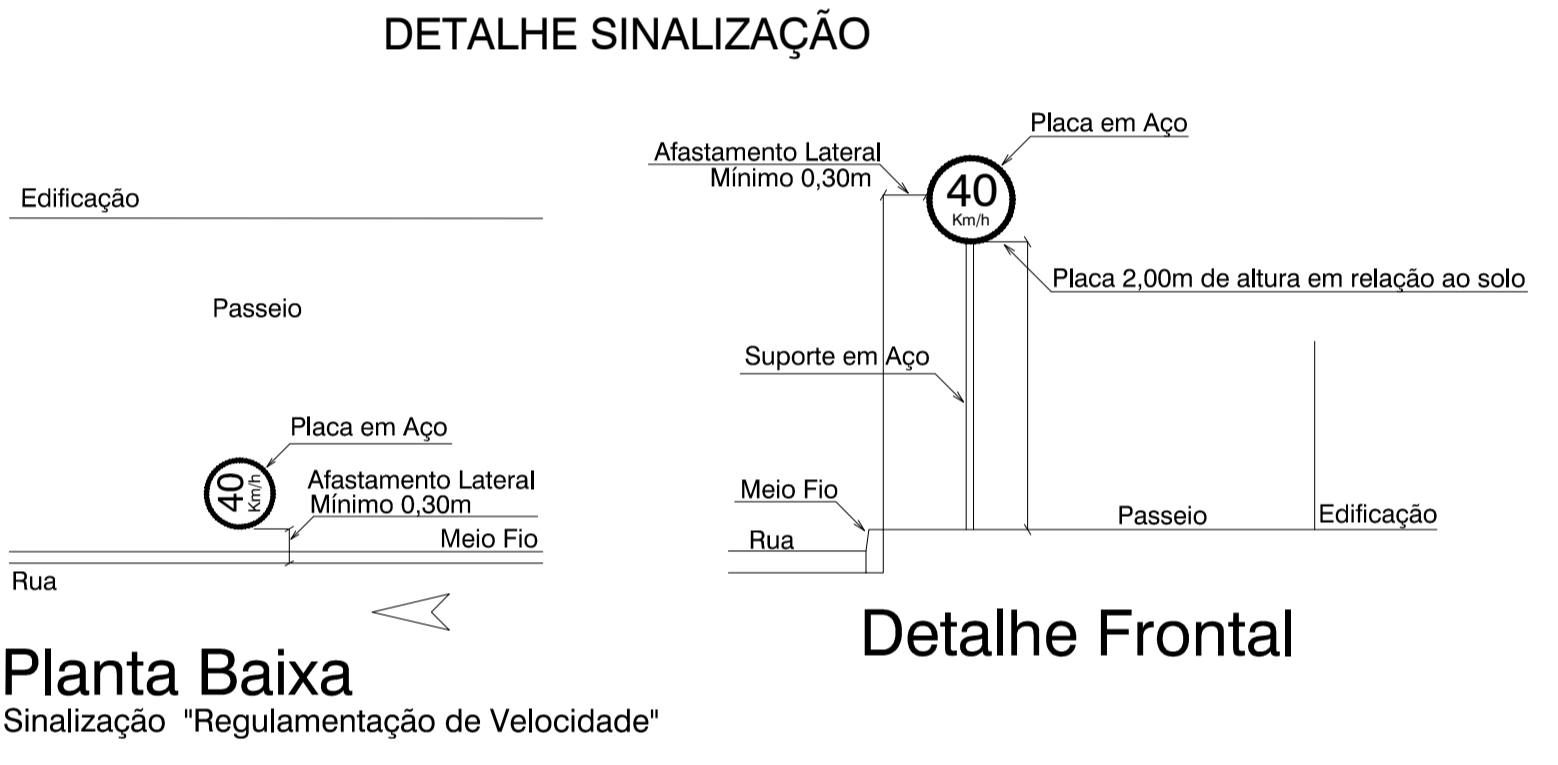 DETALHE SINALIZAÇÃO
Edificação
Passeio
Placa em Aço
40
Km/h
Afastamento Lateral
Mínimo 0,30m
Meio Fio
Rua
Planta Baixa
Sinalização "Regulamentação de Velocidade"
Placa em Aço
Afastamento Lateral
Mínimo 0,30m
40
Km/h
Placa 2,00m de altura em relação ao solo
Suporte em Aço
Meio Fio
Rua
Passeio
Edificação
Detalhe Frontal